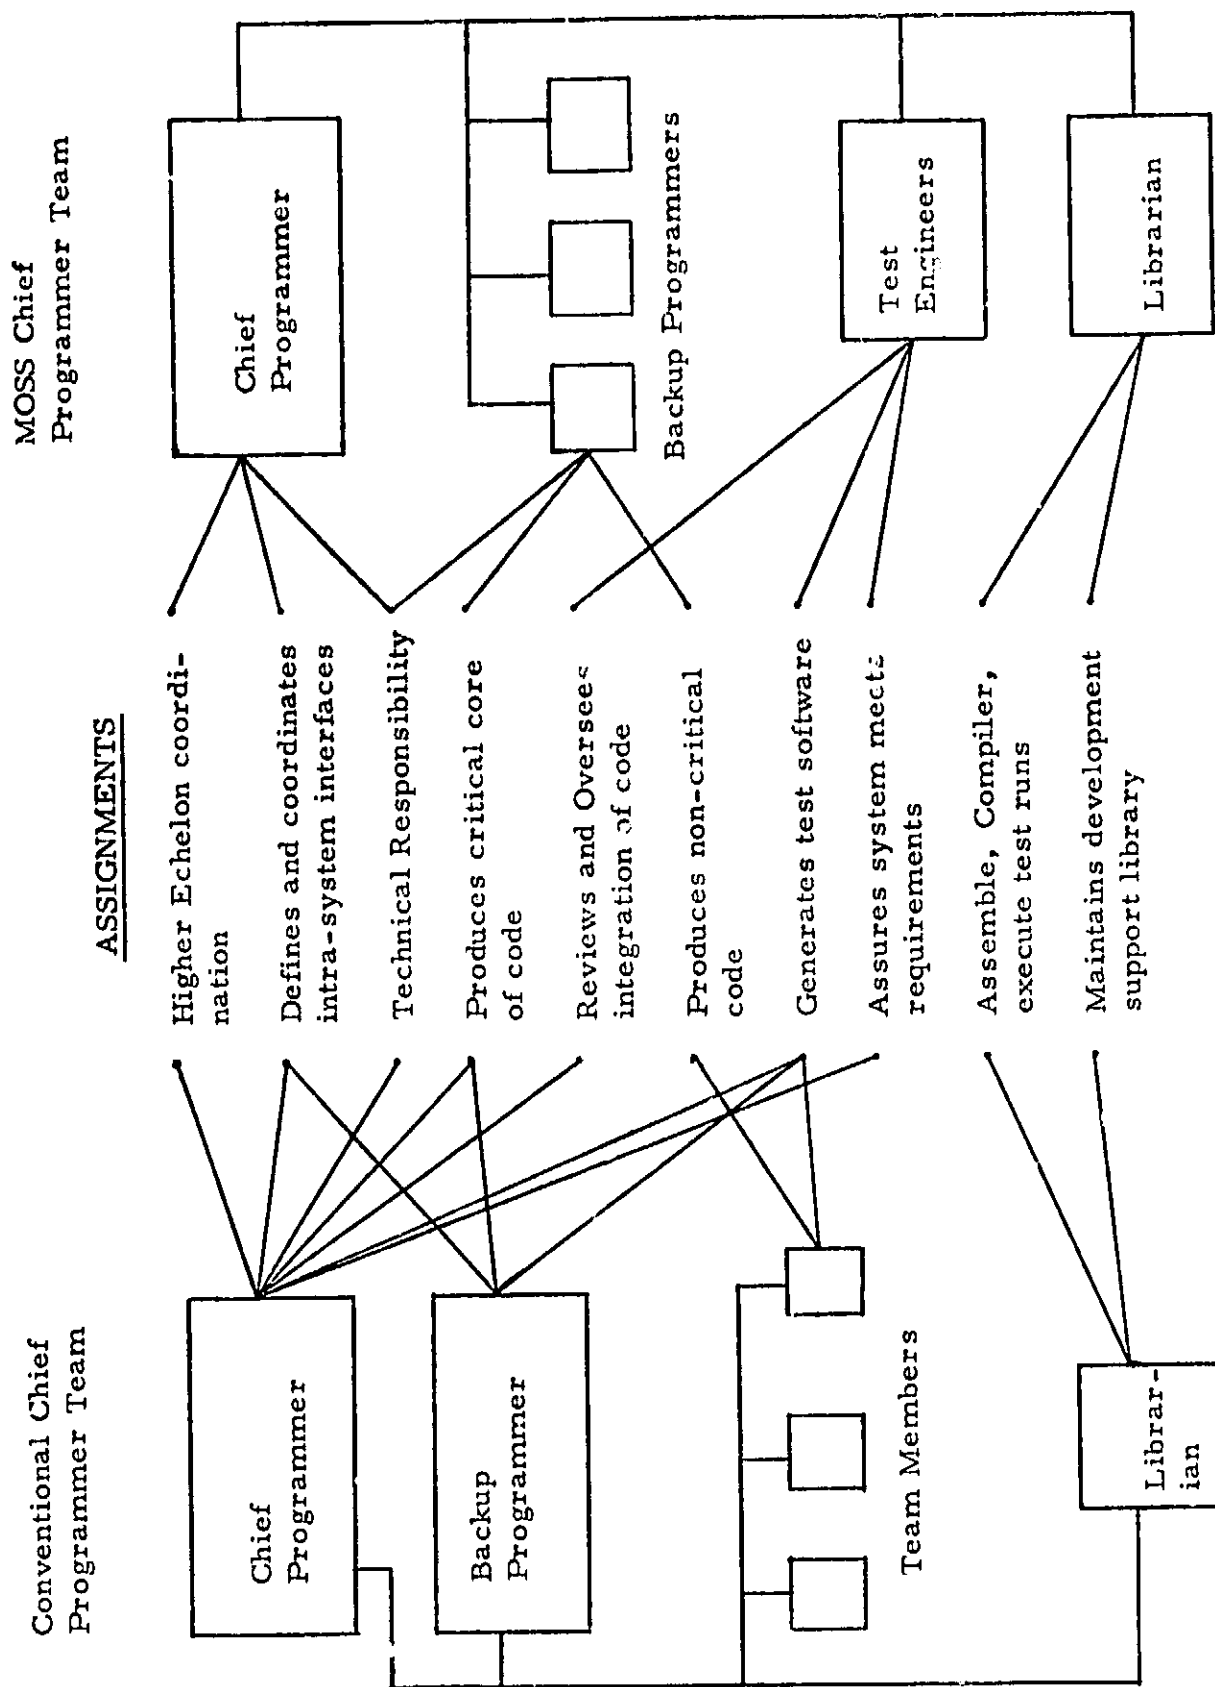 Conventional Chief
Programmer Team
ASSIGNMENTS
MOSS Chief
Programmer Team
Chief
Programmer
Backup
Programmer
Team Members
Librar-
ian
Higher Echelon coordi-
nation
Defines and coordinates
intra-system interfaces
Technical Responsibility
Produces critical core
of code
Reviews and Oversees
integration of code
Produces non-critical
code
Generates test software
Assures system meets
requirements
Assemble, Compiler,
execute test runs
Maintains development
support library
Chief
Programmer
Backup Programmers
Test
Engineers
Librarian